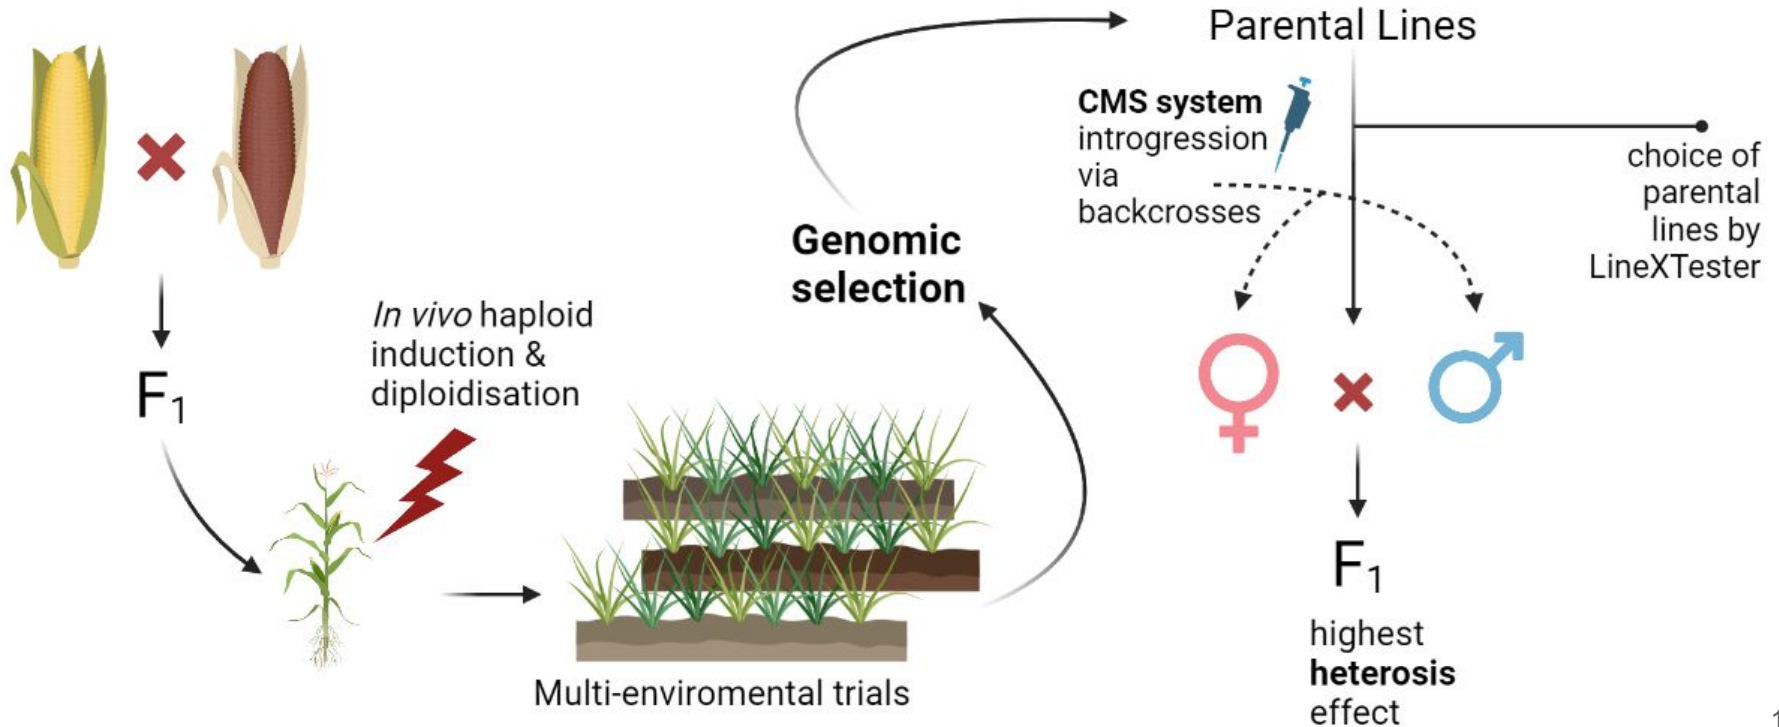 F1
In vivo haploid
induction &
diploidisation
Multi-enviromental trials
Genomic
selection
Parental Lines
CMS system
introgression
via
backcrosses
choice of
parental
lines by
LineXTester
F1
highest
heterosis
effect